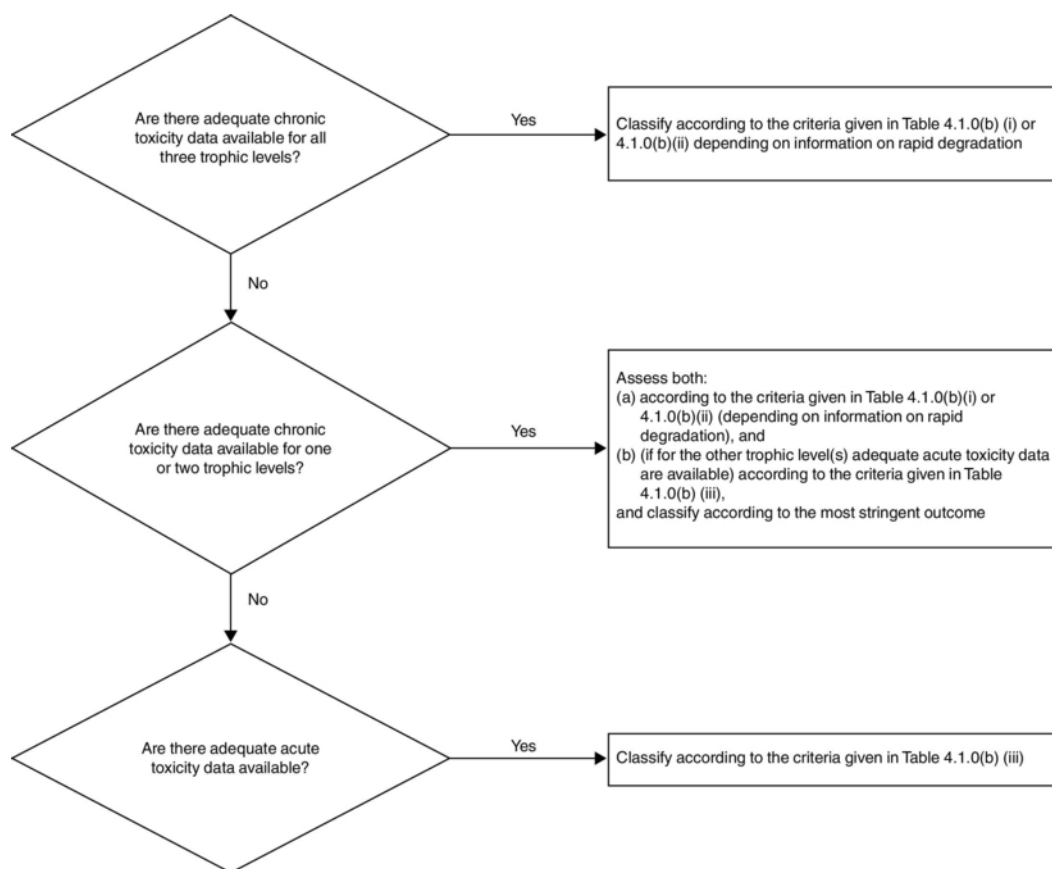 Are there adequate chronic
toxicity data available for all
three trophic levels?
Yes
Classify according to the criteria given in Table 4.1.0(b) (i) or
4.1.0(b)(ii) depending on information on rapid degradation
No
Are there adequate chronic
toxicity data available for one
or two trophic levels?
Yes
Assess both:
(a) according to the criteria given in Table 4.1.0(b)(i) or
4.1.0(b)(ii) (depending on information on rapid
degradation), and
(b) (if for the other trophic level(s) adequate acute toxicity data
are available) according to the criteria given in Table
4.1.0(b) (iii),
and classify according to the most stringent outcome
No
Are there adequate acute
toxicity data available?
Yes
Classify according to the criteria given in Table 4.1.0(b) (iii)